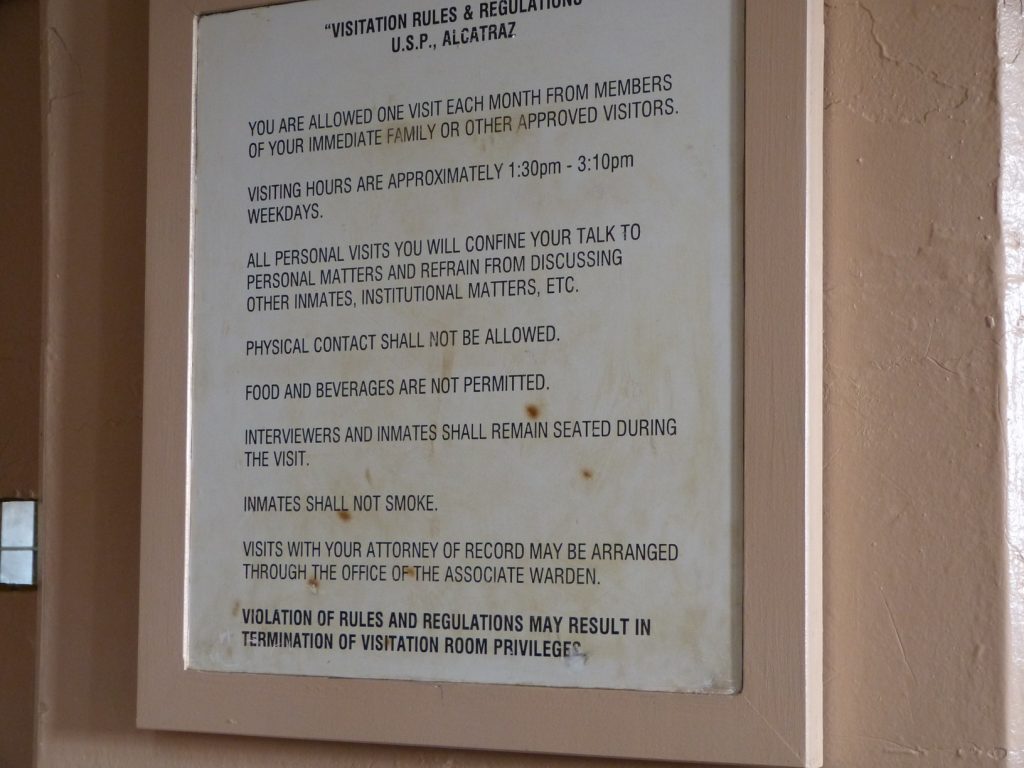 "VISITATION RULES & REGULATIONS
U.S.P., ALCATRAZ
YOU ARE ALLOWED ONE VISIT EACH MONTH FROM MEMBERS
OF YOUR IMMEDIATE FAMILY OR OTHER APPROVED VISITORS.
VISITING HOURS ARE APPROXIMATELY 1:30pm - 3:10pm
WEEKDAYS.
ALL PERSONAL VISITS YOU WILL CONFINE YOUR TALK TO
PERSONAL MATTERS AND REFRAIN FROM DISCUSSING
OTHER INMATES, INSTITUTIONAL MATTERS, ETC.
PHYSICAL CONTACT SHALL NOT BE ALLOWED.
FOOD AND BEVERAGES ARE NOT PERMITTED.
INTERVIEWERS AND INMATES SHALL REMAIN SEATED DURING
THE VISIT.
INMATES SHALL NOT SMOKE.
VISITS WITH YOUR ATTORNEY OF RECORD MAY BE ARRANGED
THROUGH THE OFFICE OF THE ASSOCIATE WARDEN.
VIOLATION OF RULES AND REGULATIONS MAY RESULT IN
TERMINATION OF VISITATION ROOM PRIVILEGES.